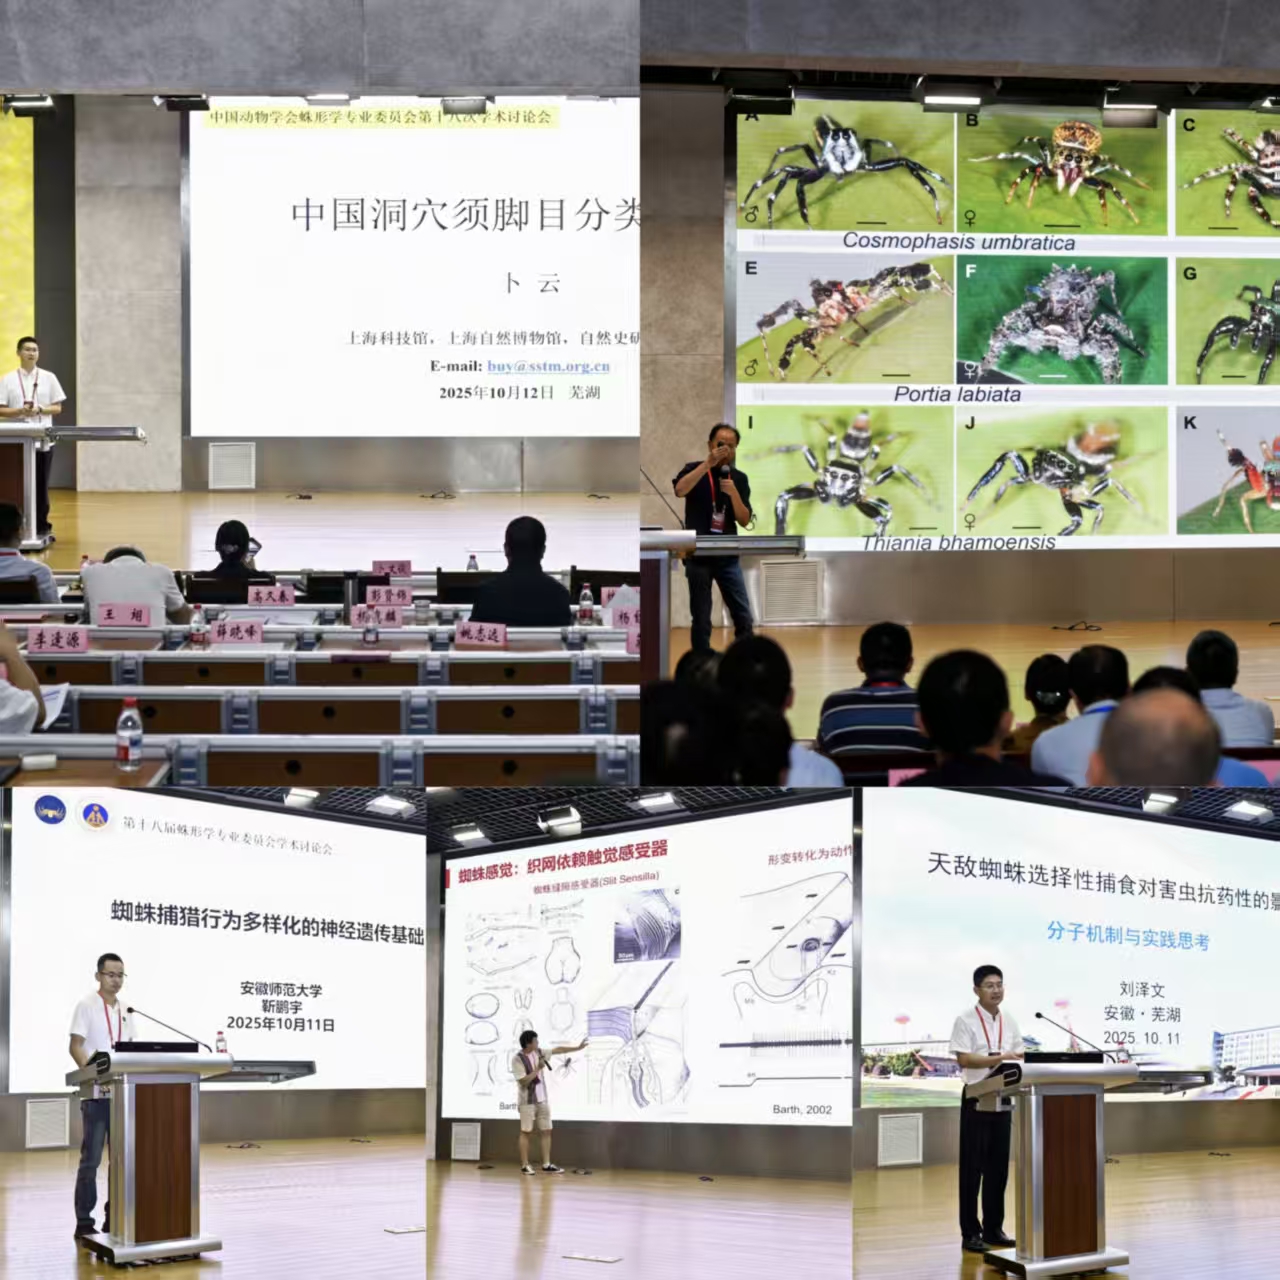 中国动物学会蛛形学专业委员会第十八次学术讨论会
中国洞穴须脚目分类
卜 云
上海科技馆，上海自然博物馆，自然史研
E-mail: buy@sstm.org.cn
2025年10月12日 芜湖
高久春
彭贤锦
王 相
薛晓峰
李逢源
姚志远
A
B
C
♂
♀
Cosmophasis umbratica
E
F
G
♂
♀
Portia labiata
I
J
K
♂
♀
Thiania bhamoensis
第十八届蛛形学专业委员会学术讨论会
蜘蛛捕猎行为多样化的神经遗传基础
安徽师范大学
靳鹏宇
2025年10月11日
蜘蛛感觉：织网依赖触觉感受器
蜘蛛缝隙感受器(Slit Sensilla)
形变转化为动作
Barth, 2002
天敌蜘蛛选择性捕食对害虫抗药性的影
分子机制与实践思考
刘泽文
安徽·芜湖
2025. 10. 11